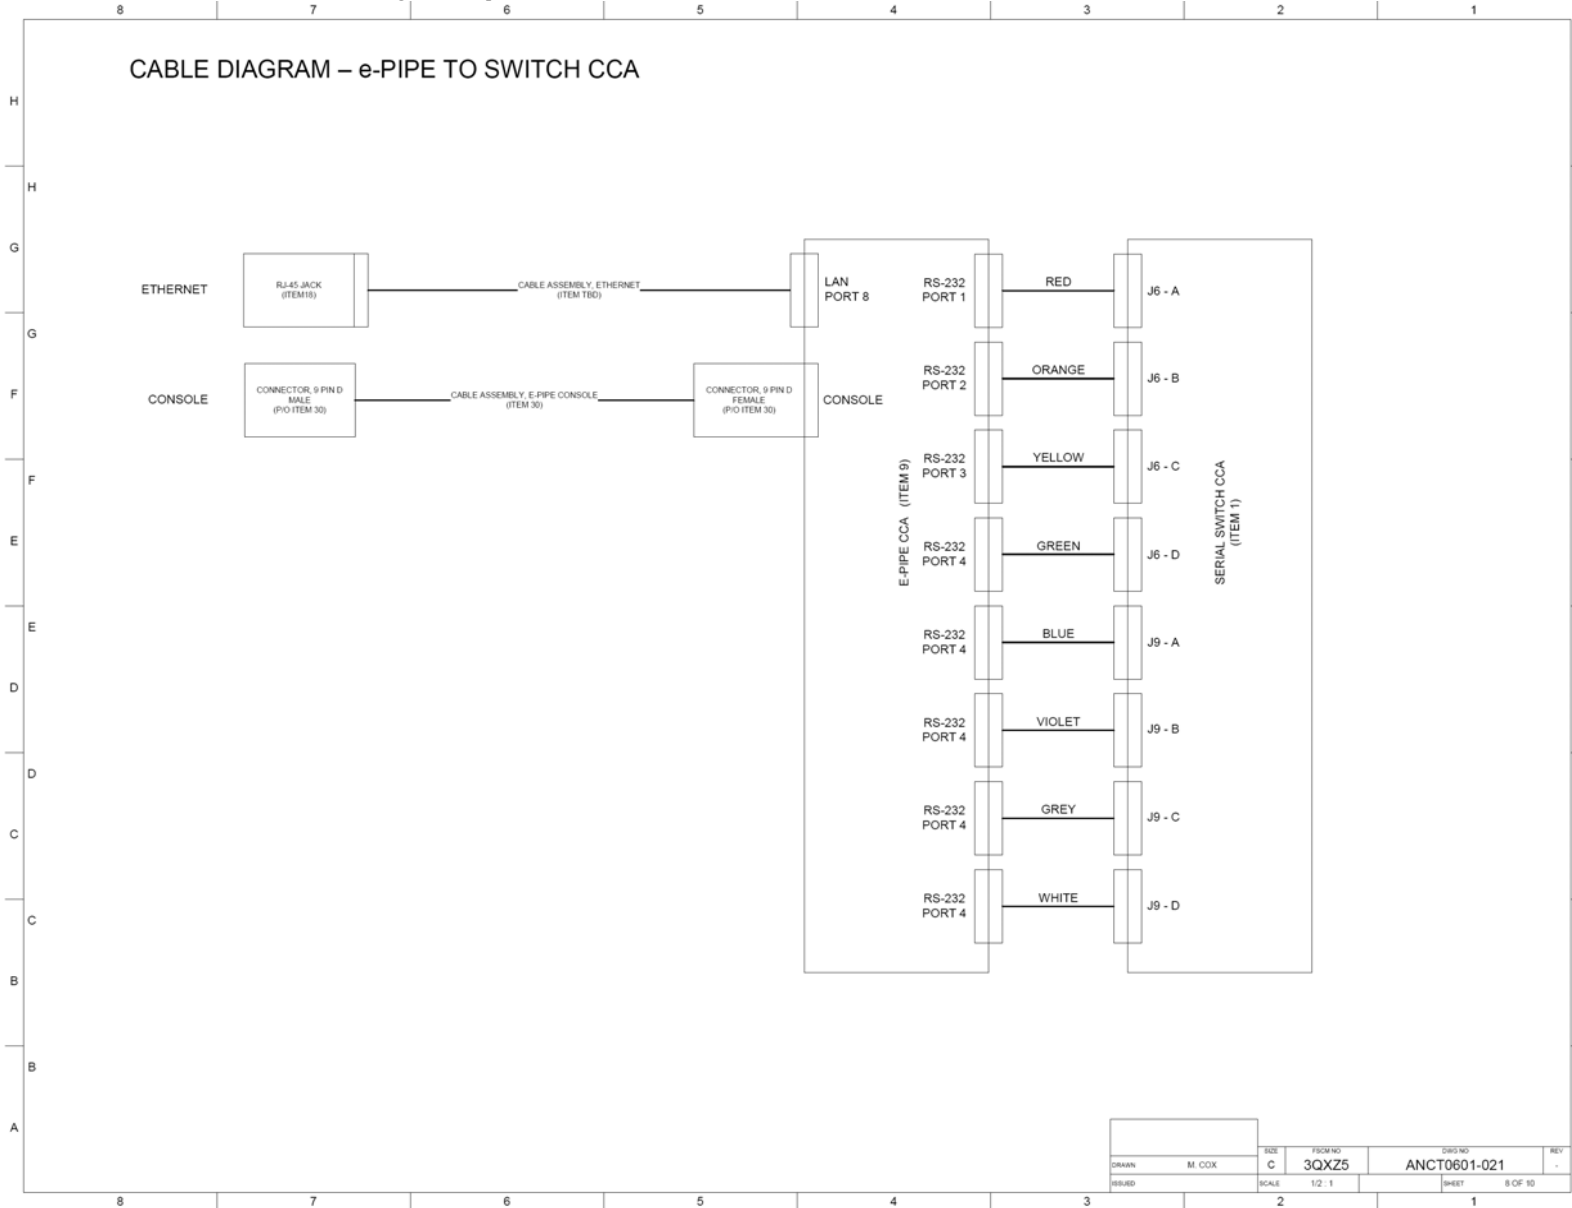 8 7 6 5 4 3 2 1
CABLE DIAGRAM – e-PIPE TO SWITCH CCA
H
H
G
G
F
F
E
E
D
D
C
C
B
B
A
ETHERNET
RJ-45 JACK
(ITEM18)
CABLE ASSEMBLY, ETHERNET
(ITEM TBD)
LAN
PORT 8
CONSOLE
CONNECTOR, 9 PIN D
MALE
(P/O ITEM 30)
CABLE ASSEMBLY, E-PIPE CONSOLE
(ITEM 30)
CONNECTOR, 9 PIN D
FEMALE
(P/O ITEM 30)
CONSOLE
E-PIPE CCA (ITEM 9)
RS-232
PORT 1
RED
J6 - A
RS-232
PORT 2
ORANGE
J6 - B
RS-232
PORT 3
YELLOW
J6 - C
RS-232
PORT 4
GREEN
J6 - D
RS-232
PORT 4
BLUE
J9 - A
RS-232
PORT 4
VIOLET
J9 - B
RS-232
PORT 4
GREY
J9 - C
RS-232
PORT 4
WHITE
J9 - D
SERIAL SWITCH CCA
(ITEM 1)
DRAWN M. COX
ISSUED
SIZE
C
FSCM NO
3QXZ5
DWG NO
ANCT0601-021
REV
-
SCALE 1/2 : 1
SHEET 8 OF 10
8 7 6 5 4 3 2 1